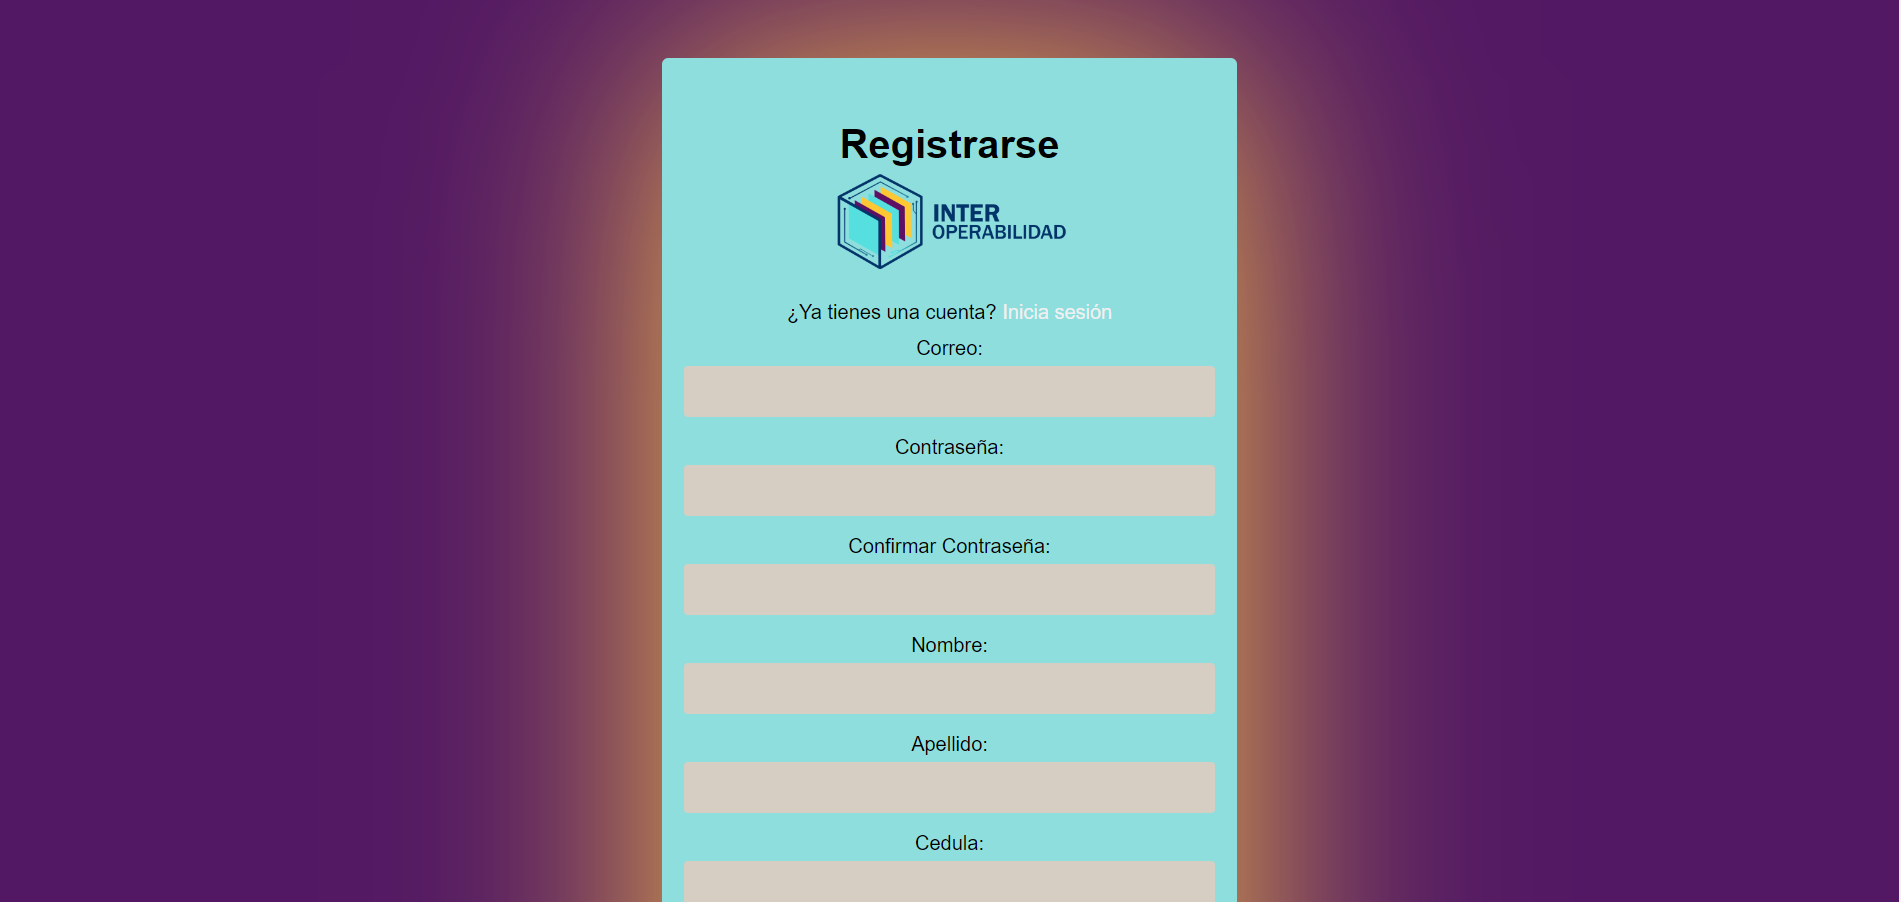 Registrarse
INTER
OPERABILIDAD
¿Ya tienes una cuenta? Inicia sesión
Correo:
Contraseña:
Confirmar Contraseña:
Nombre:
Apellido:
Cedula: